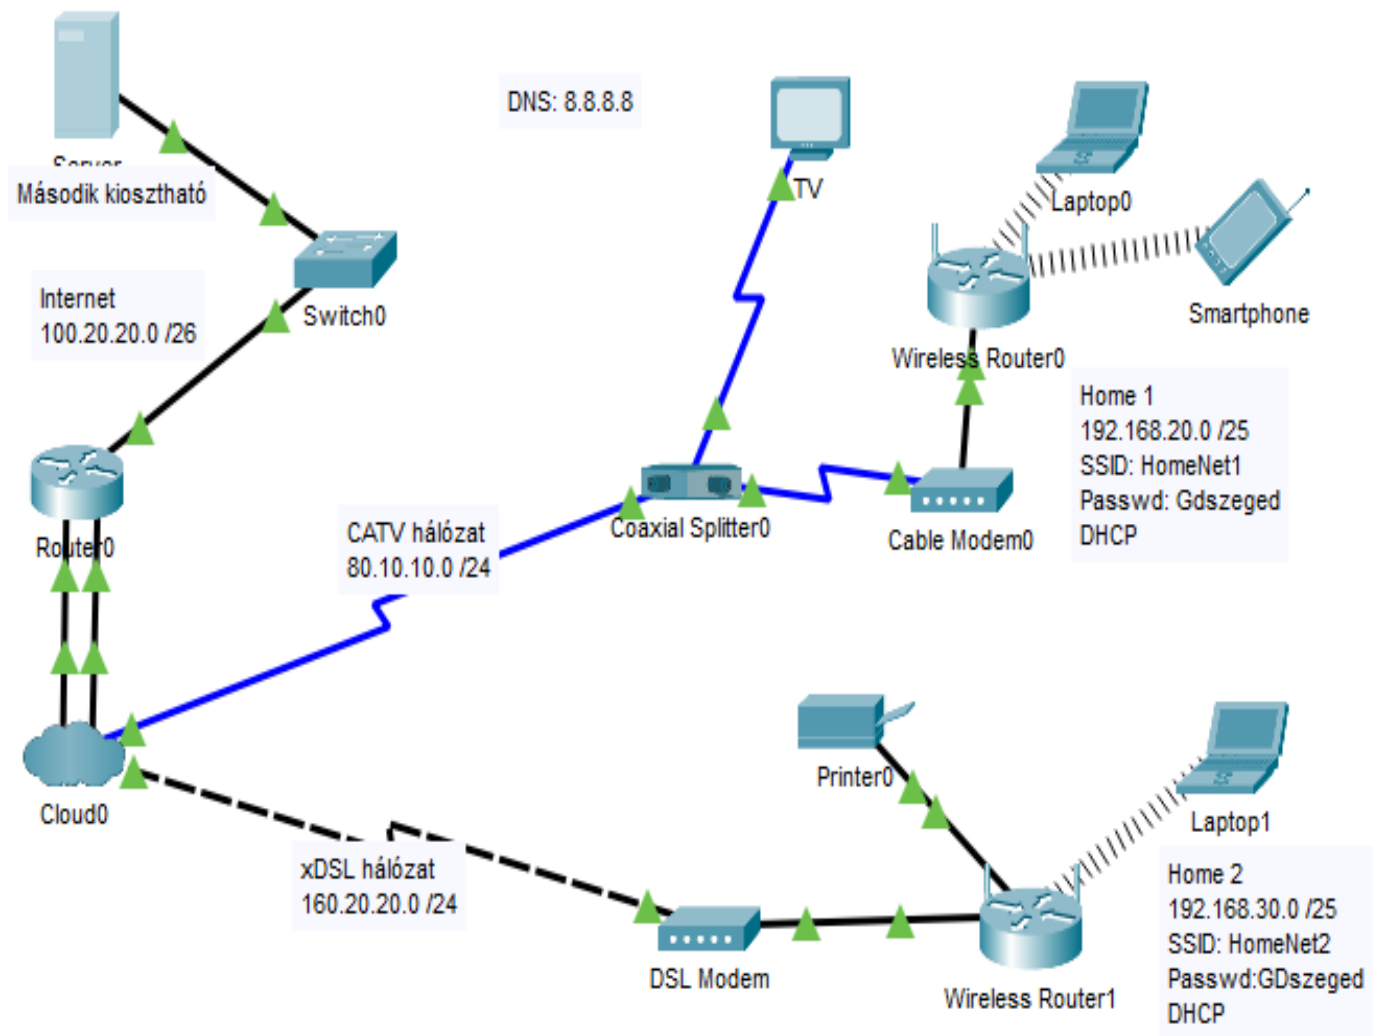 DNS: 8.8.8.8
TV
Laptop0
Server
Második kiosztható
Internet
100.20.20.0 /26
Switch0
Smartphone
Wireless Router0
Home 1
192.168.20.0 /25
SSID: HomeNet1
Passwd: Gdszeged
DHCP
Router0
CATV hálózat
80.10.10.0 /24
Coaxial Splitter0
Cable Modem0
Cloud0
Printer0
Laptop1
xDSL hálózat
160.20.20.0 /24
DSL Modem
Wireless Router1
Home 2
192.168.30.0 /25
SSID: HomeNet2
Passwd:GDszeged
DHCP